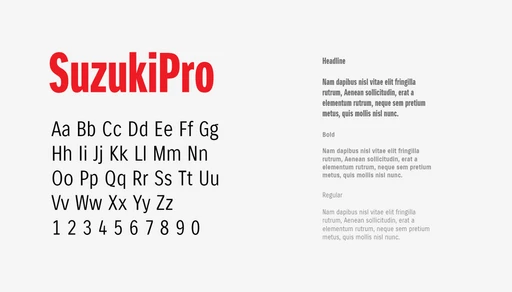 SuzukiPro
Aa Bb Cc Dd Ee Ff Gg
Hh Ii Jj Kk Ll Mm Nn
Oo Pp Qq Rr Ss Tt Uu
Vv Ww Xx Yy Zz
1 2 3 4 5 6 7 8 9 0
Headline
Nam dapibus nisl vitae elit fringilla
rutrum, Aenean sollicitudin, erat a
elementum rutrum, neque sem pretium
metus, quis mollis nisl nunc.
Bold
Nam dapibus nisl vitae elit fringilla
rutrum, Aenean sollicitudin, erat a
elementum rutrum, neque sem pretium
metus, quis mollis nisl nunc.
Regular
Nam dapibus nisl vitae elit fringilla
rutrum, Aenean sollicitudin, erat a
elementum rutrum, neque sem pretium
metus, quis mollis nisl nunc.